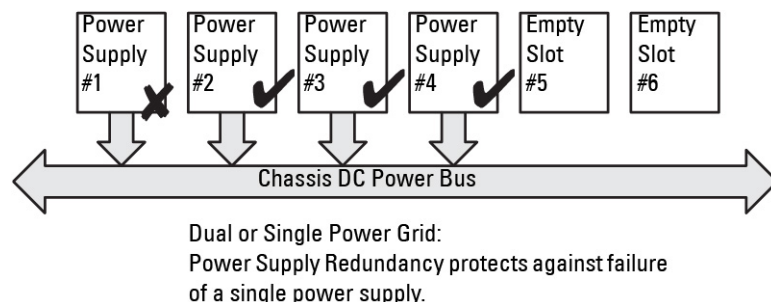 Power
Supply
#1
Power
Supply
#2
Power
Supply
#3
Power
Supply
#4
Empty
Slot
#5
Empty
Slot
#6
Chassis DC Power Bus
Dual or Single Power Grid:
Power Supply Redundancy protects against failure
of a single power supply.